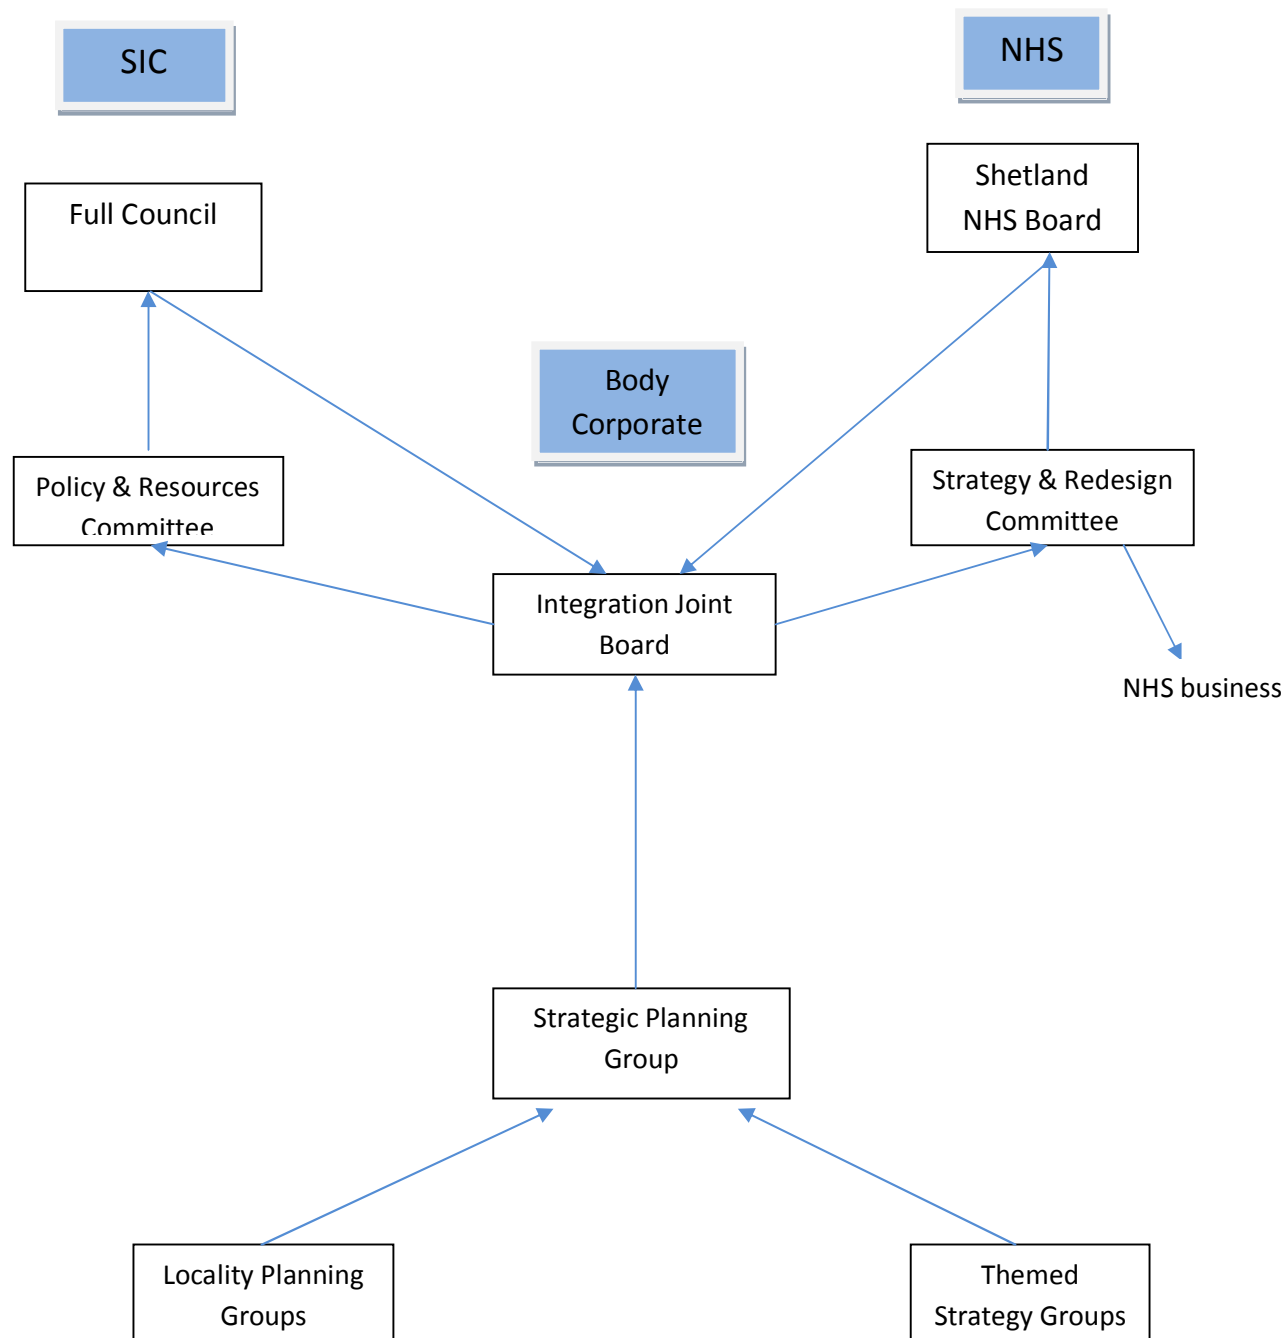 SIC
NHS
Full Council
Shetland
NHS Board
Body
Corporate
Policy & Resources
Committee
Strategy & Redesign
Committee
Integration Joint
Board
NHS business
Strategic Planning
Group
Locality Planning
Groups
Themed
Strategy Groups